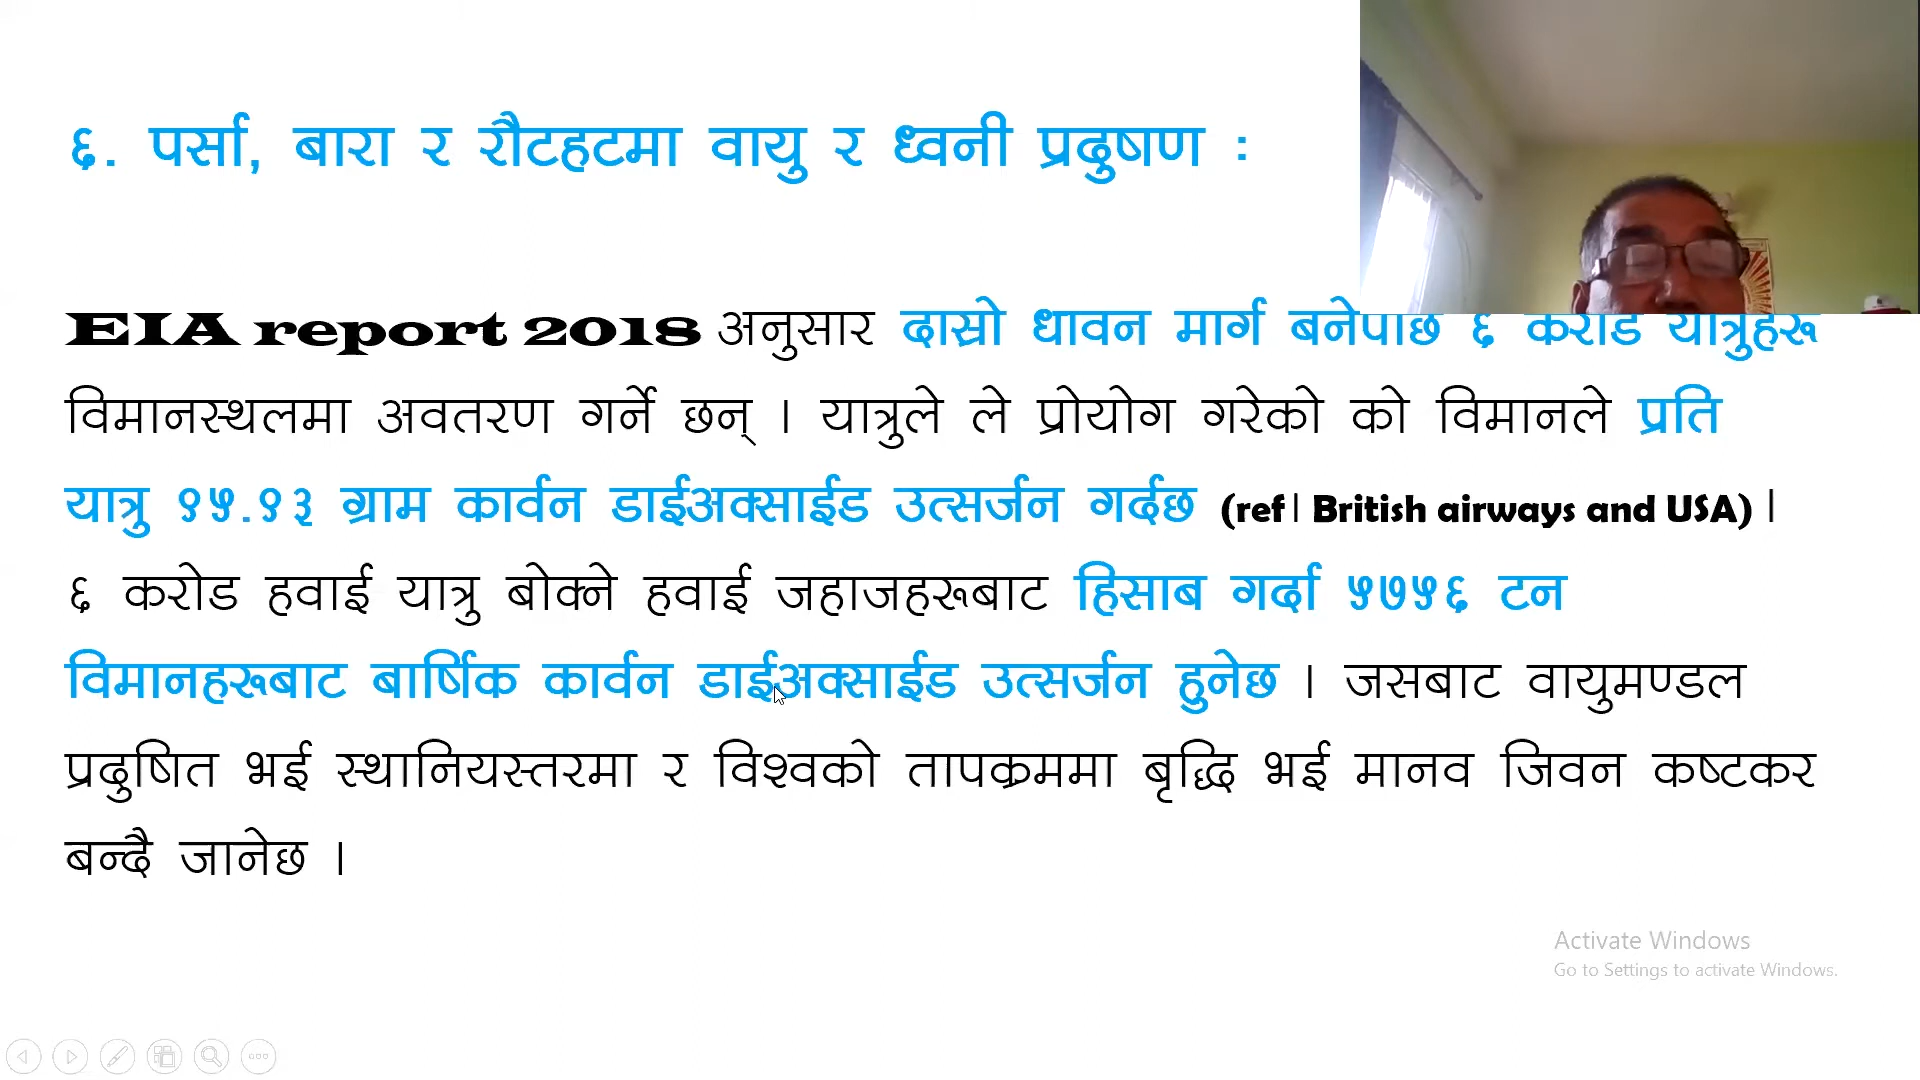 ६. पर्सा, बारा र रौटहटमा वायु र ध्वनी प्रदुषाण :
EIA report 2018 अनुसार दास्रो धावन मार्ग बनेपछि ६ करोड यात्रुहरू
विमानस्थलमा अवतरण गर्ने छन् । यात्रुले ले प्रोयोग गरेको को विमानले प्रति
यात्रु ९५.९३ ग्राम कार्वन डाईअक्साईड उत्सर्जन गर्दछ (ref। British airways and USA) ।
६ करोड हवाई यात्रु बोक्ने हवाई जहाजहरूबाट हिसाब गर्दा ५७५६ टन
विमानहरूबाट बार्षिक कार्वन डाईअक्साईड उत्सर्जन हुनेछ । जसबाट वायुमण्डल
प्रदुषित भई स्थानियस्तरमा र विश्वको तापक्रममा बृद्धि भई मानव जिवन कष्टकर
बन्दै जानेछ ।
Activate Windows
Go to Settings to activate Windows.